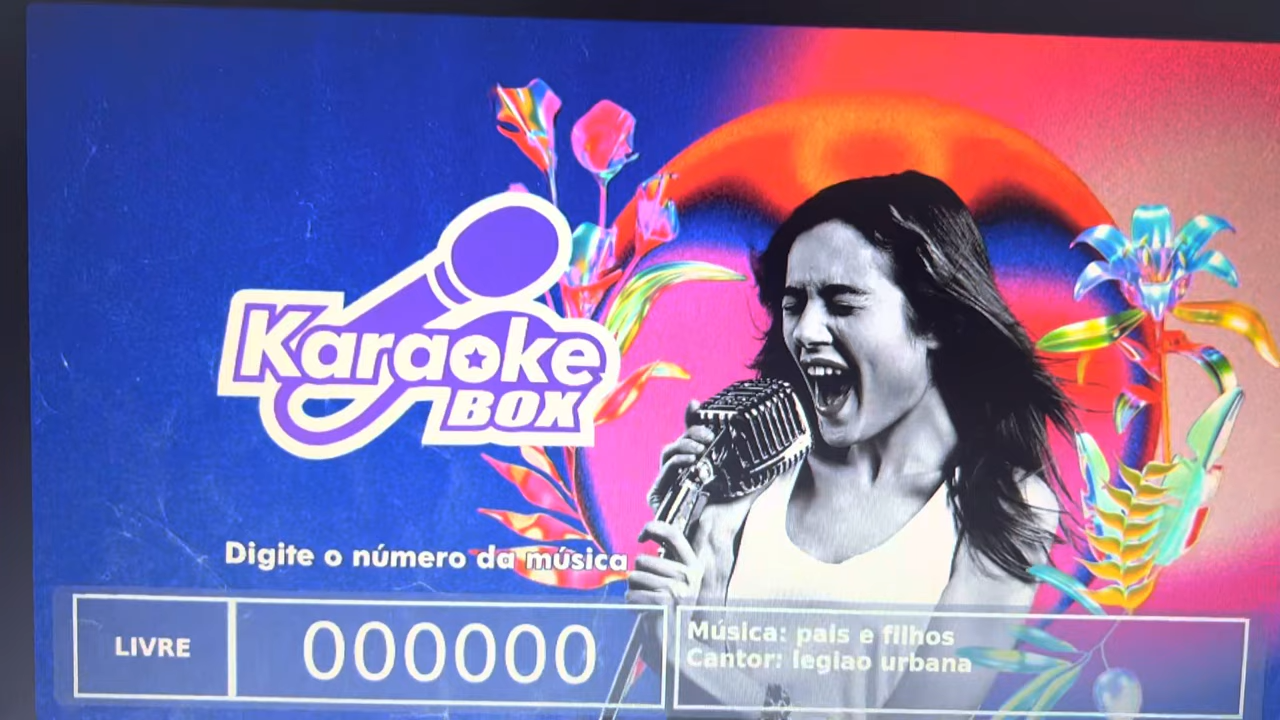 Karaoke
BOX
Digite o número da música
LIVRE
000000
Música: pais e filhos
Cantor: legiao urbana